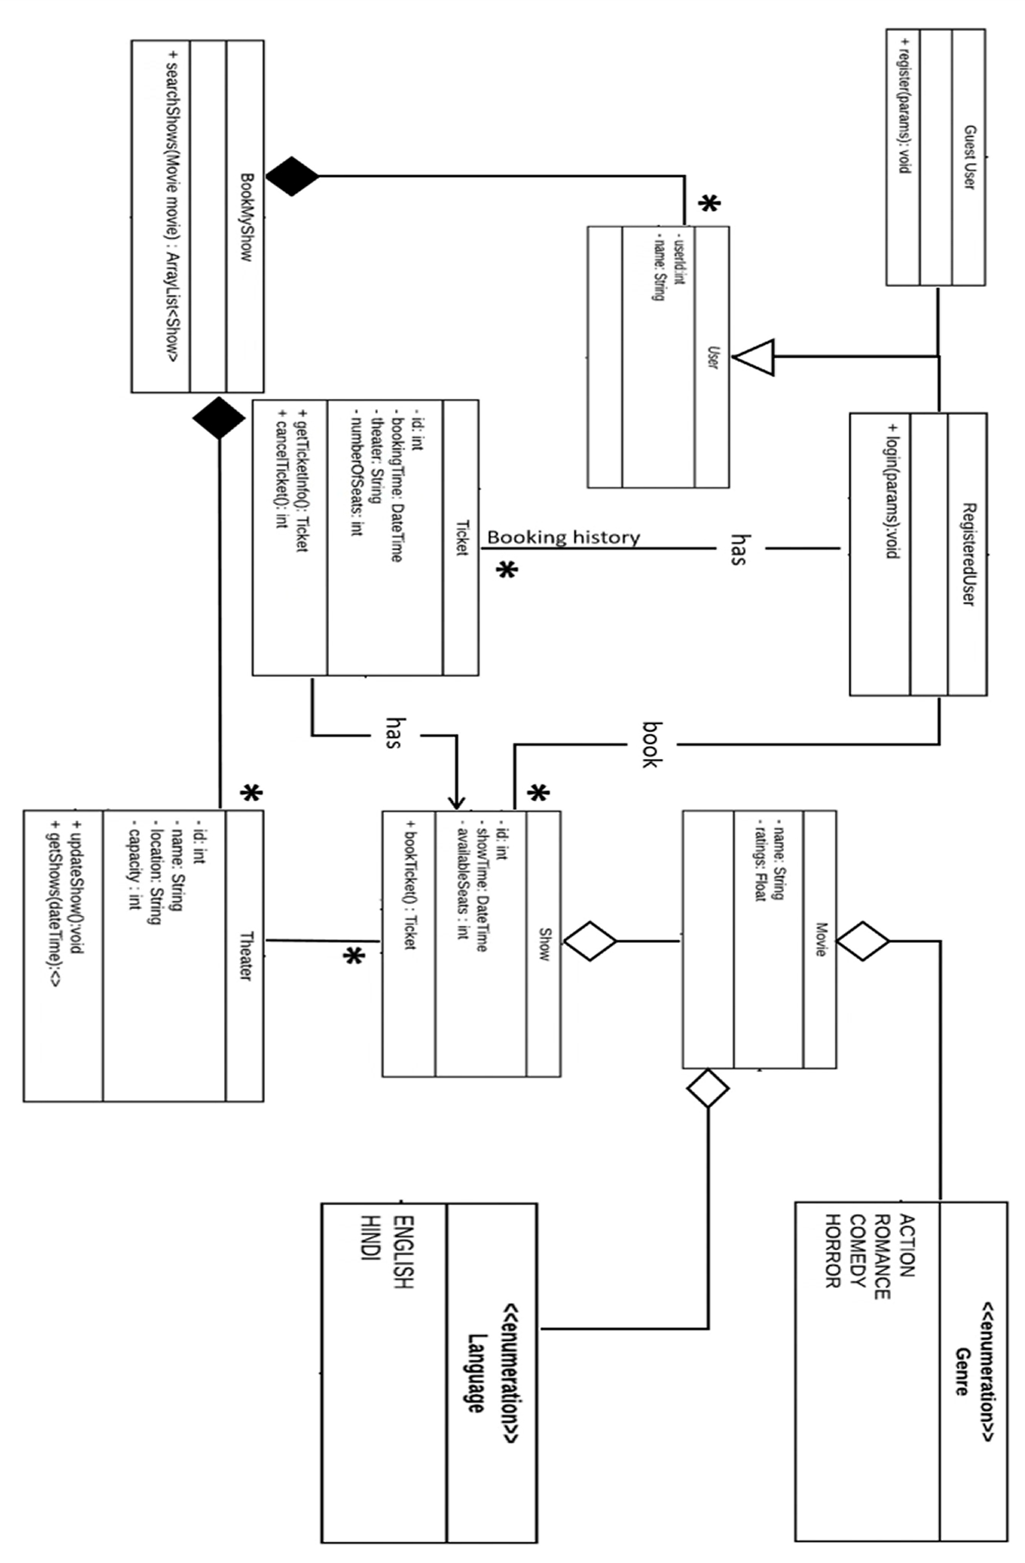 Guest User
+ register(params): void
RegisteredUser
+ login(params):void
User
- userId:int
- name: String
*
BookMyShow
+ searchShows(Movie movie) : ArrayList<Show>
has
Booking history
*
Ticket
- id: int
- bookingTime: DateTime
- theater: String
- numberOfSeats: int
+ getTicketInfo(): Ticket
+ cancelTicket(): int
book
has
*
*
Movie
- name: String
- ratings: Float
Show
- id: int
- showTime: DateTime
- availableSeats : int
+ bookTicket() : Ticket
*
Theater
- id: int
- name: String
- location: String
- capacity : int
+ updateShow():void
+ getShows(dateTime):<>
<<enumeration>>
Genre
ACTION
ROMANCE
COMEDY
HORROR
<<enumeration>>
Language
ENGLISH
HINDI